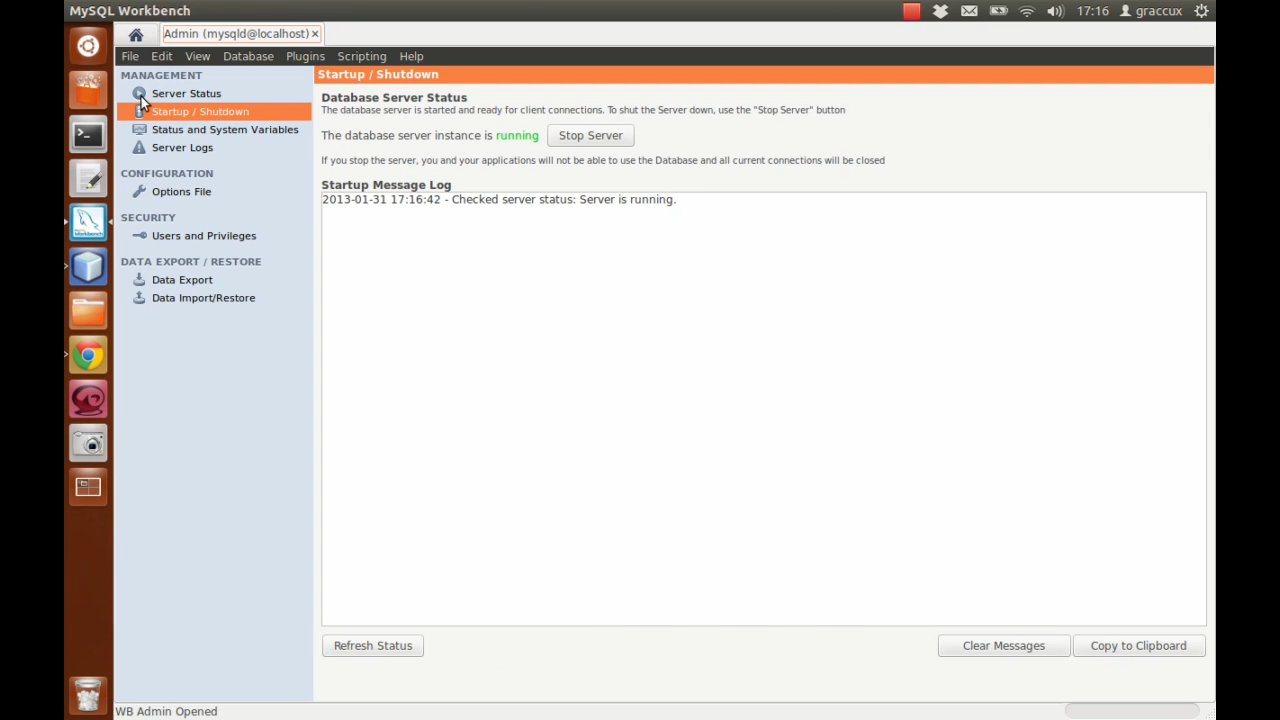 MySQL Workbench
17:16 graccux
Admin (mysqld@localhost) ×
File Edit View Database Plugins Scripting Help
MANAGEMENT
Server Status
Startup / Shutdown
Status and System Variables
Server Logs
CONFIGURATION
Options File
SECURITY
Users and Privileges
DATA EXPORT / RESTORE
Data Export
Data Import/Restore
Startup / Shutdown
Database Server Status
The database server is started and ready for client connections. To shut the Server down, use the "Stop Server" button
The database server instance is running Stop Server
If you stop the server, you and your applications will not be able to use the Database and all current connections will be closed
Startup Message Log
2013-01-31 17:16:42 - Checked server status: Server is running.
Refresh Status Clear Messages Copy to Clipboard
WB Admin Opened